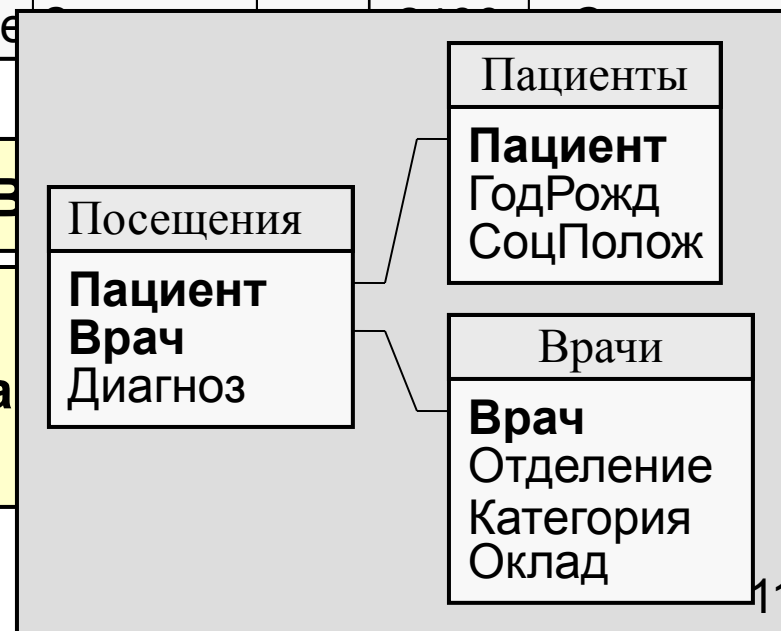 Посещения
Пациент
Врач
Диагноз
Пациенты
Пациент
ГодРожд
СоцПолож
Врачи
Врач
Отделение
Категория
Оклад